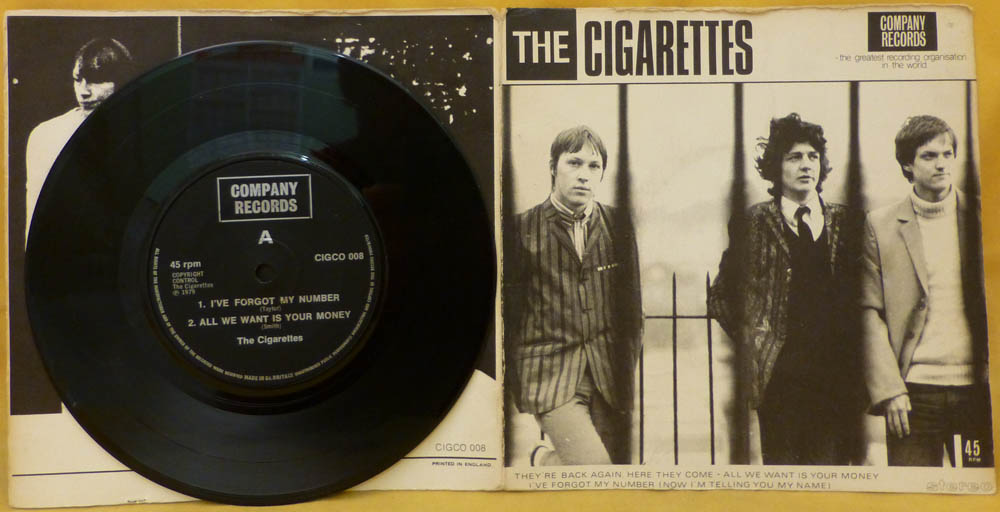 COMPANY
RECORDS
A
45 rpm
CIGCO 008
COPYRIGHT
CONTROL
The Cigarettes
℗ 1979
1. I'VE FORGOT MY NUMBER
(Taylor)
2. ALL WE WANT IS YOUR MONEY
(Smith)
The Cigarettes
MADE IN Gt. BRITAIN
CIGCO 008
PRINTED IN ENGLAND.
THE CIGARETTES
COMPANY
RECORDS
-the greatest recording organisation
in the world
45
RPM
THEY'RE BACK AGAIN, HERE THEY COME - ALL WE WANT IS YOUR MONEY
I'VE FORGOT MY NUMBER (NOW I'M TELLING YOU MY NAME)
stereo